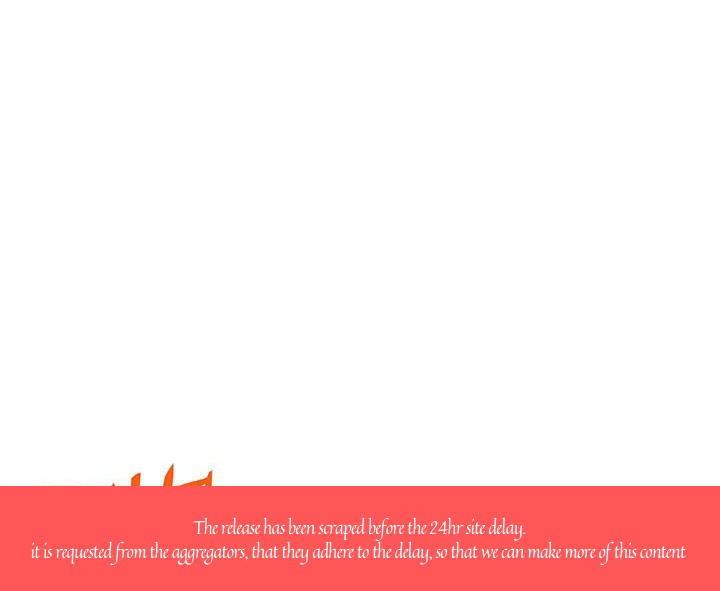 The release has been scraped before the 24hr site delay.
it is requested from the aggregators, that they adhere to the delay, so that we can make more of this content